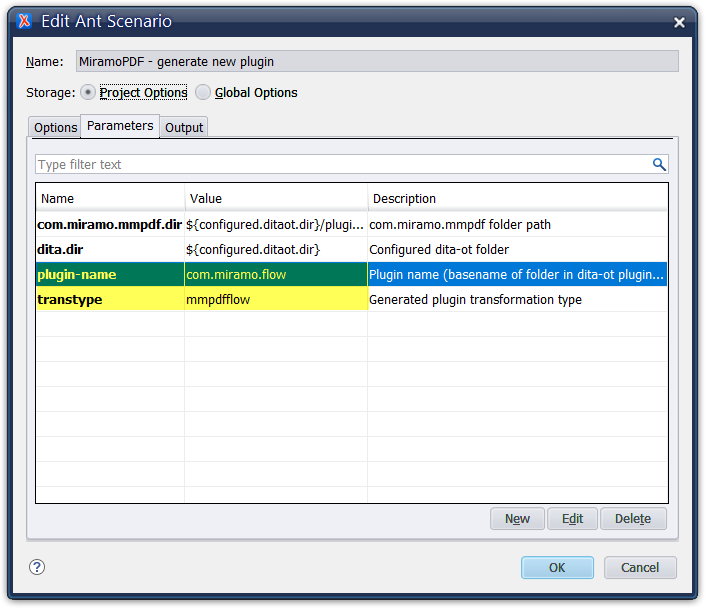 Edit Ant Scenario
Name: MiramoPDF - generate new plugin
Storage: Project Options Global Options
Options Parameters Output
Type filter text
Name Value Description
com.miramo.mmpdf.dir ${configured.ditaot.dir}/plugi... com.miramo.mmpdf folder path
dita.dir ${configured.ditaot.dir} Configured dita-ot folder
plugin-name com.miramo.flow Plugin name (basename of folder in dita-ot plugin...
transtype mmpdfflow Generated plugin transformation type
New Edit Delete
? OK Cancel